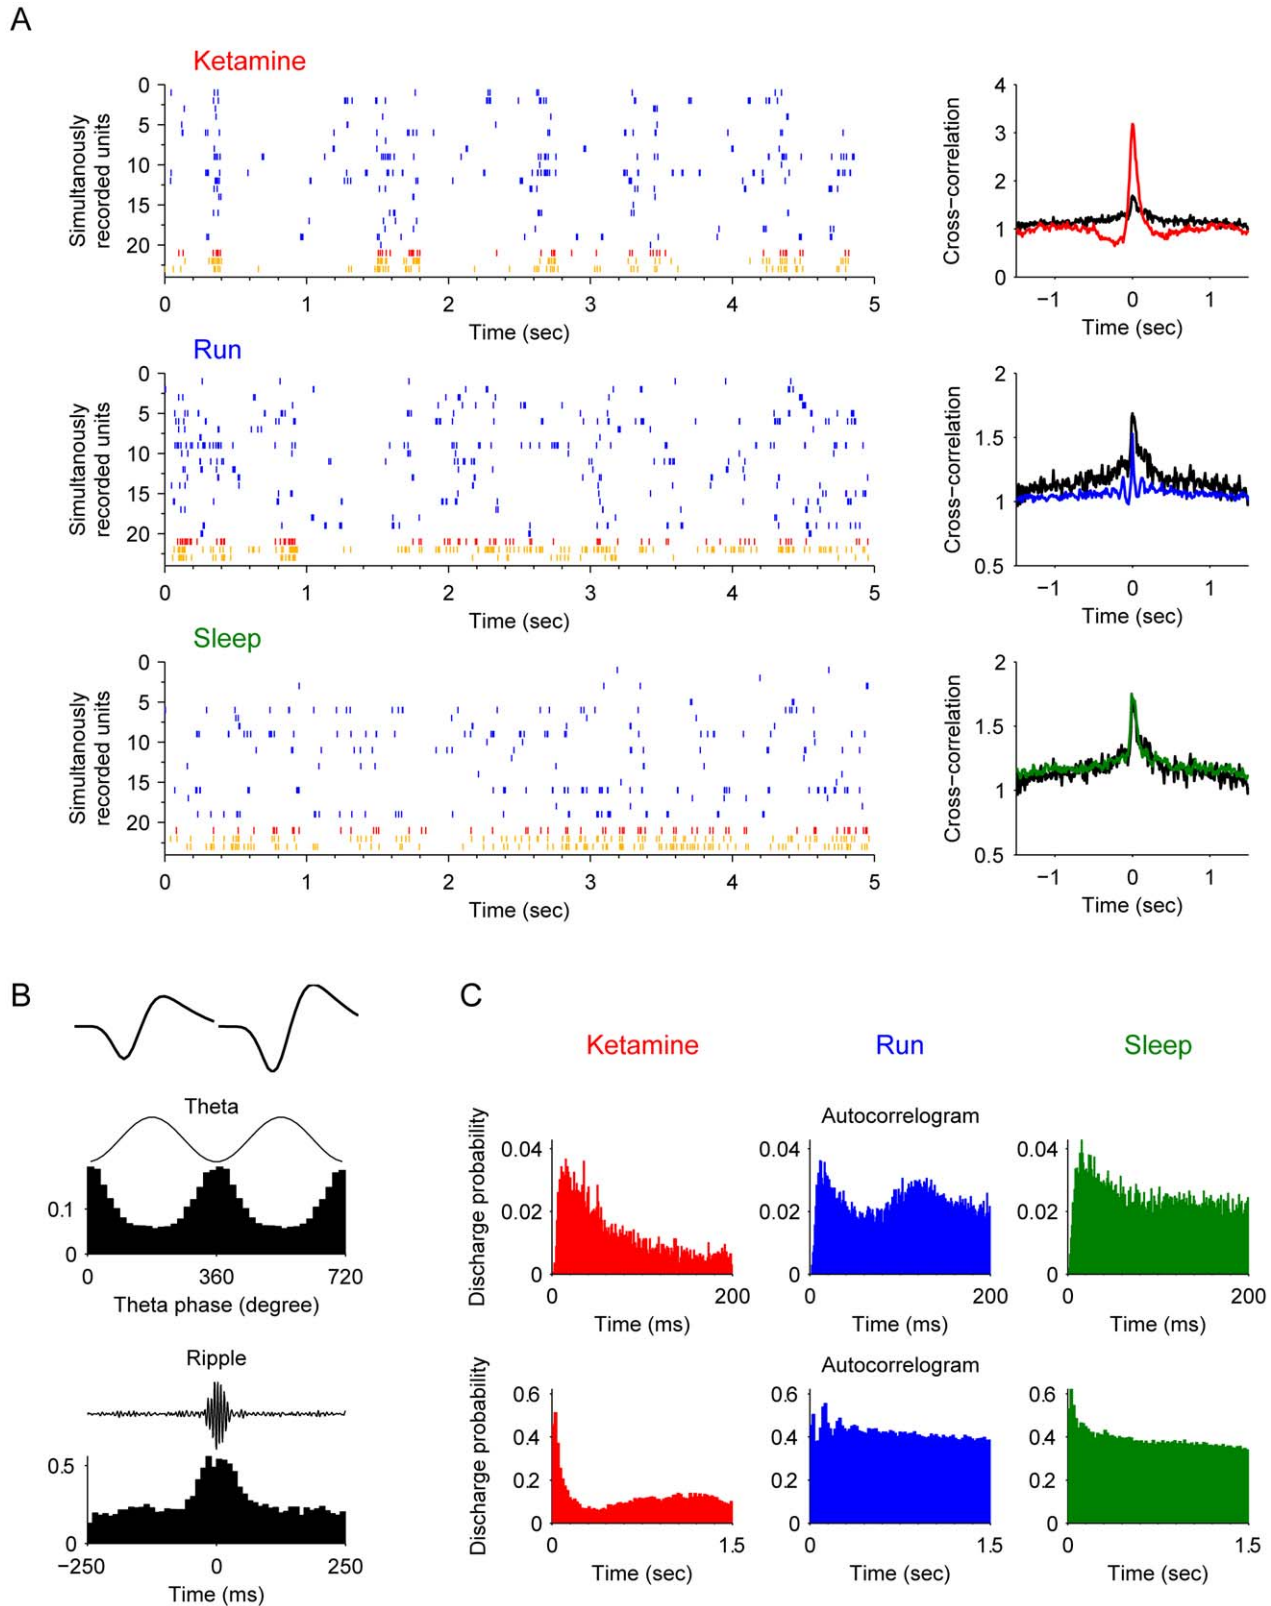 A
Ketamine
Simultanously
recorded units
0
5
10
15
20
0 1 2 3 4 5
Time (sec)
Cross−correlation
4
3
2
1
0
−1 0 1
Time (sec)
Run
Simultanously
recorded units
0
5
10
15
20
0 1 2 3 4 5
Time (sec)
Cross−correlation
2
1.5
1
0.5
−1 0 1
Time (sec)
Sleep
Simultanously
recorded units
0
5
10
15
20
0 1 2 3 4 5
Time (sec)
Cross−correlation
2
1.5
1
0.5
−1 0 1
Time (sec)
B
Theta
0.1
0
0 360 720
Theta phase (degree)
Ripple
0.5
0
−250 0 250
Time (ms)
C
Ketamine Run Sleep
Autocorrelogram
Discharge probability
0.04
0.02
0
0 200
Time (ms)
0.04
0.02
0
0 200
Time (ms)
0.04
0.02
0
0 200
Time (ms)
Autocorrelogram
Discharge probability
0.6
0.4
0.2
0
0 1.5
Time (sec)
0.6
0.4
0.2
0
0 1.5
Time (sec)
0.6
0.4
0.2
0
0 1.5
Time (sec)